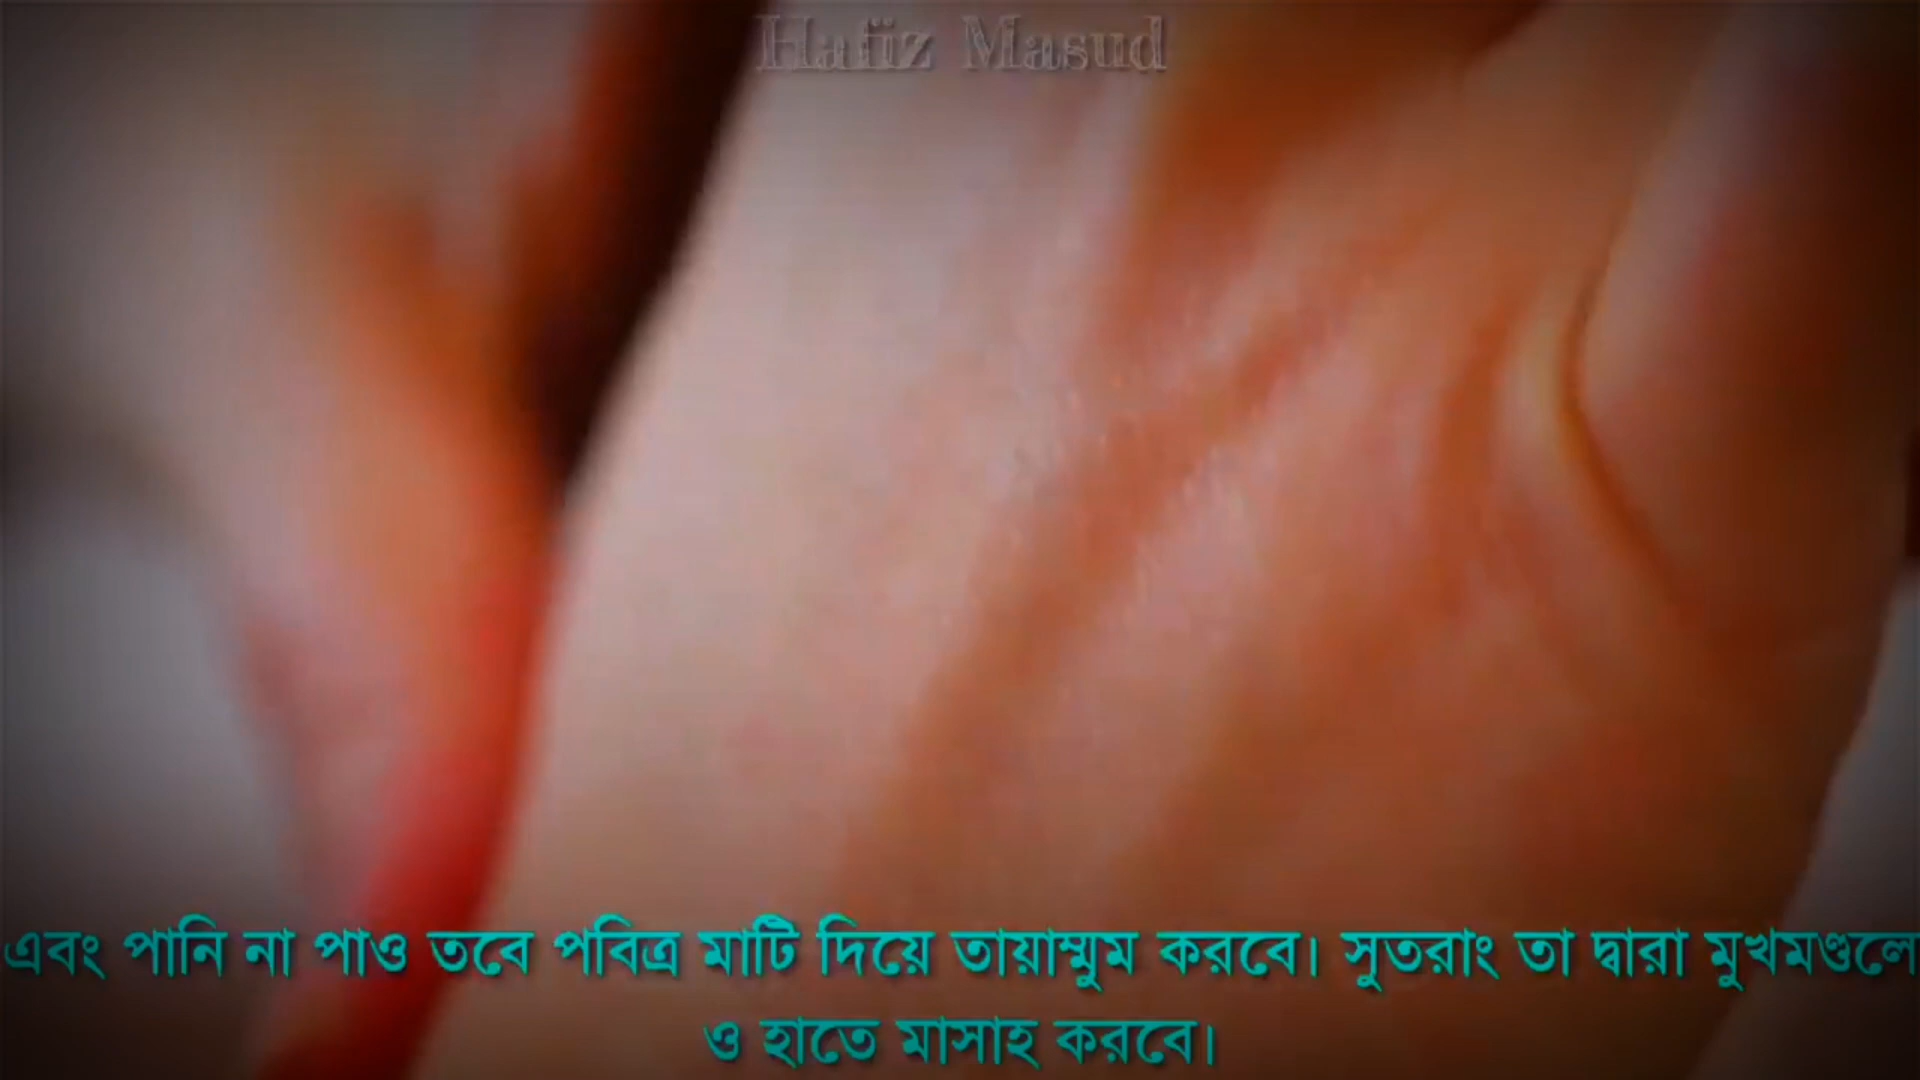 Hafiz Masud
এবং পানি না পাও তবে পবিত্র মাটি দিয়ে তায়াম্মুম করবে। সুতরাং তা দ্বারা মুখমণ্ডলে
ও হাতে মাসাহ করবে।